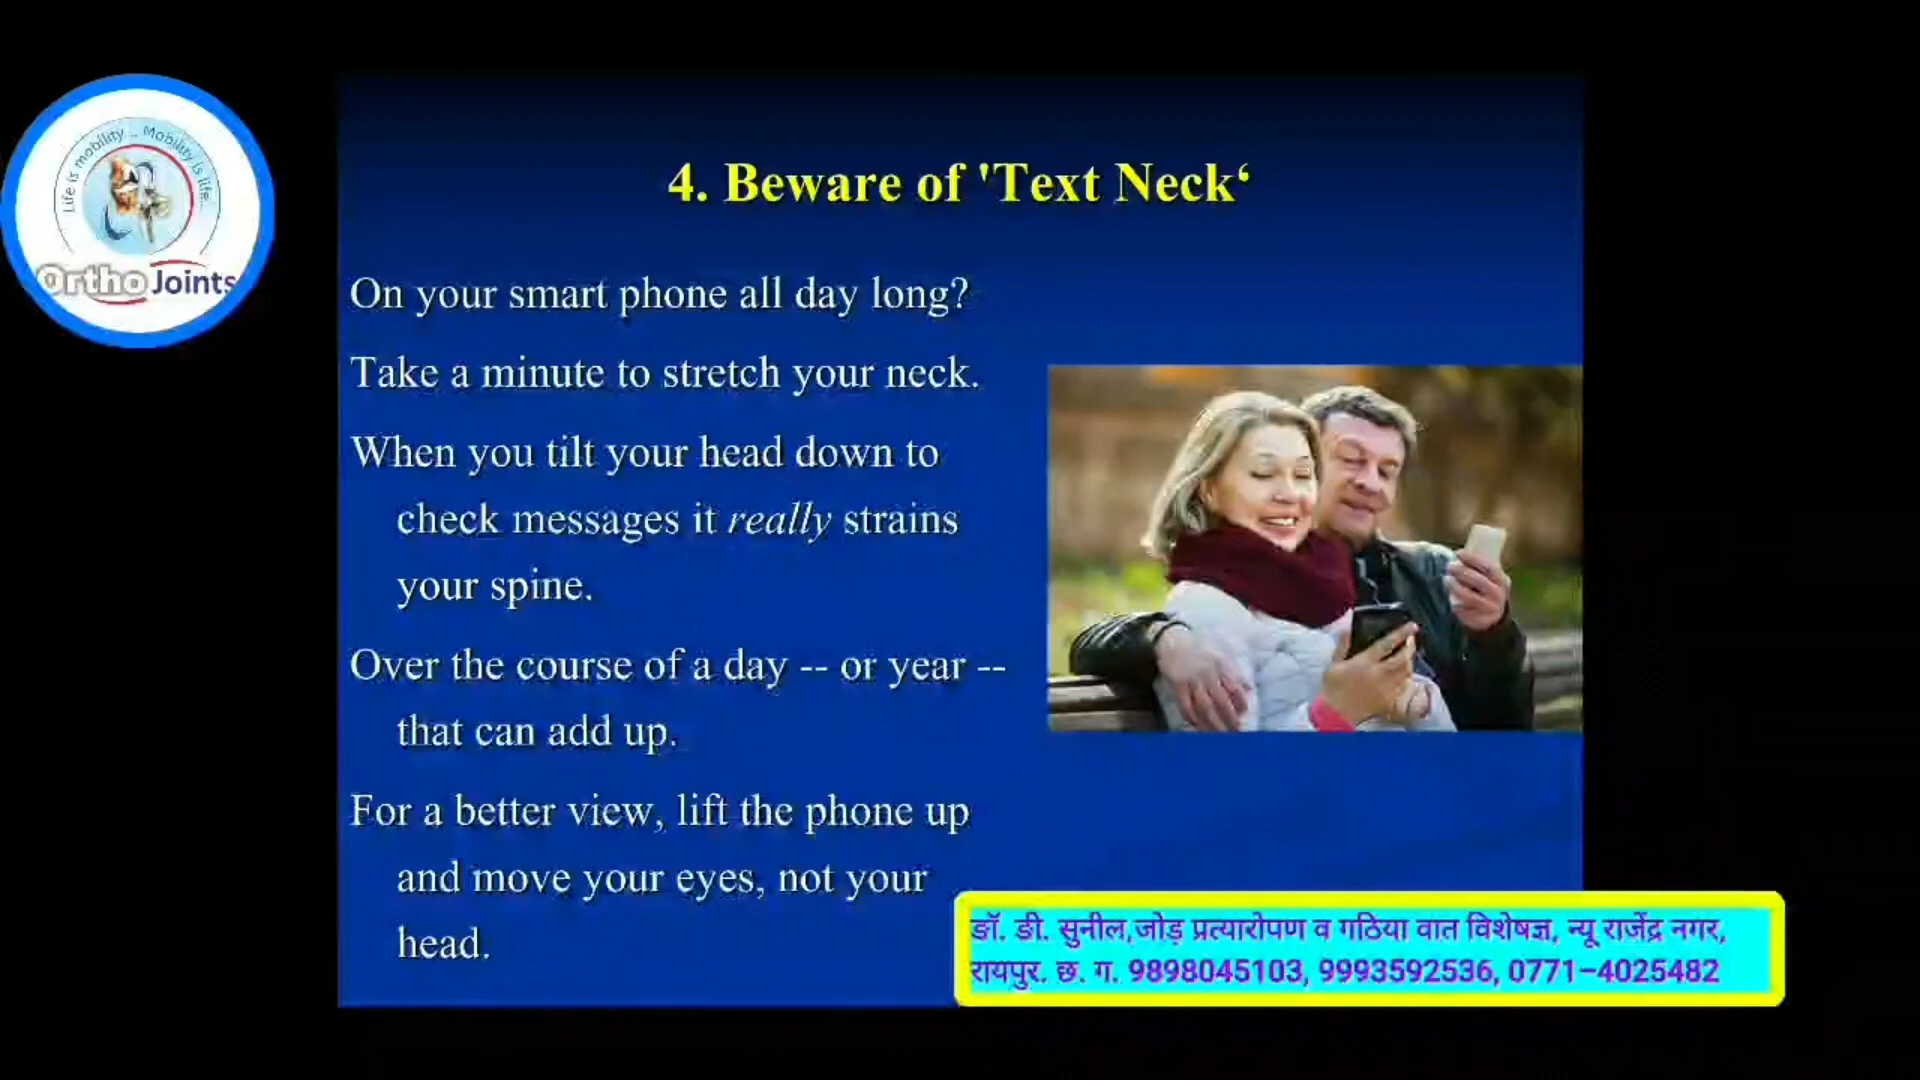 Life is mobility... Mobility is life...
Ortho Joints
4. Beware of 'Text Neck‘
On your smart phone all day long?
Take a minute to stretch your neck.
When you tilt your head down to
check messages it really strains
your spine.
Over the course of a day -- or year --
that can add up.
For a better view, lift the phone up
and move your eyes, not your
head.
डॉ. डी. सुनील,जोड़ प्रत्यारोपण व गठिया वात विशेषज्ञ, न्यू राजेंद्र नगर,
रायपुर. छ. ग. 9898045103, 9993592536, 0771-4025482